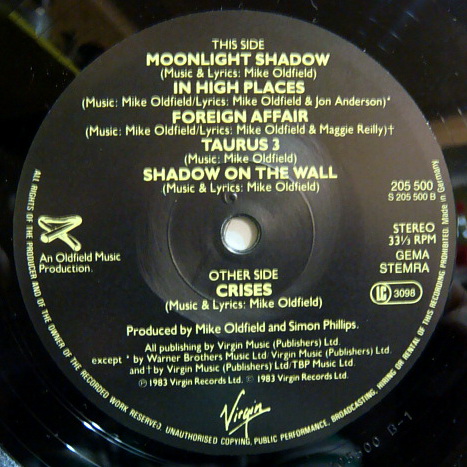 THIS SIDE
MOONLIGHT SHADOW
(Music & Lyrics: Mike Oldfield)
IN HIGH PLACES
(Music: Mike Oldfield/Lyrics: Mike Oldfield & Jon Anderson)*
FOREIGN AFFAIR
(Music: Mike Oldfield/Lyrics: Mike Oldfield & Maggie Reilly)†
TAURUS 3
(Music: Mike Oldfield)
SHADOW ON THE WALL
(Music & Lyrics: Mike Oldfield)
205 500
S 205 500 B
An Oldfield Music
Production.
STEREO
33⅓ RPM
GEMA
STEMRA
LC 3098
OTHER SIDE
CRISES
(Music & Lyrics: Mike Oldfield)
Produced by Mike Oldfield and Simon Phillips.
All publishing by Virgin Music (Publishers) Ltd.
except * by Warner Brothers Music Ltd/Virgin Music (Publishers) Ltd.
and † by Virgin Music (Publishers) Ltd/TBP Music Ltd.
℗ 1983 Virgin Records Ltd. © 1983 Virgin Records Ltd.
Virgin
ALL RIGHTS OF THE PRODUCER AND OF THE OWNER OF THE RECORDED WORK RESERVED. UNAUTHORISED COPYING, PUBLIC PERFORMANCE, BROADCASTING, HIRING OR RENTAL OF THIS RECORDING PROHIBITED. Made in Germany
00 B-1